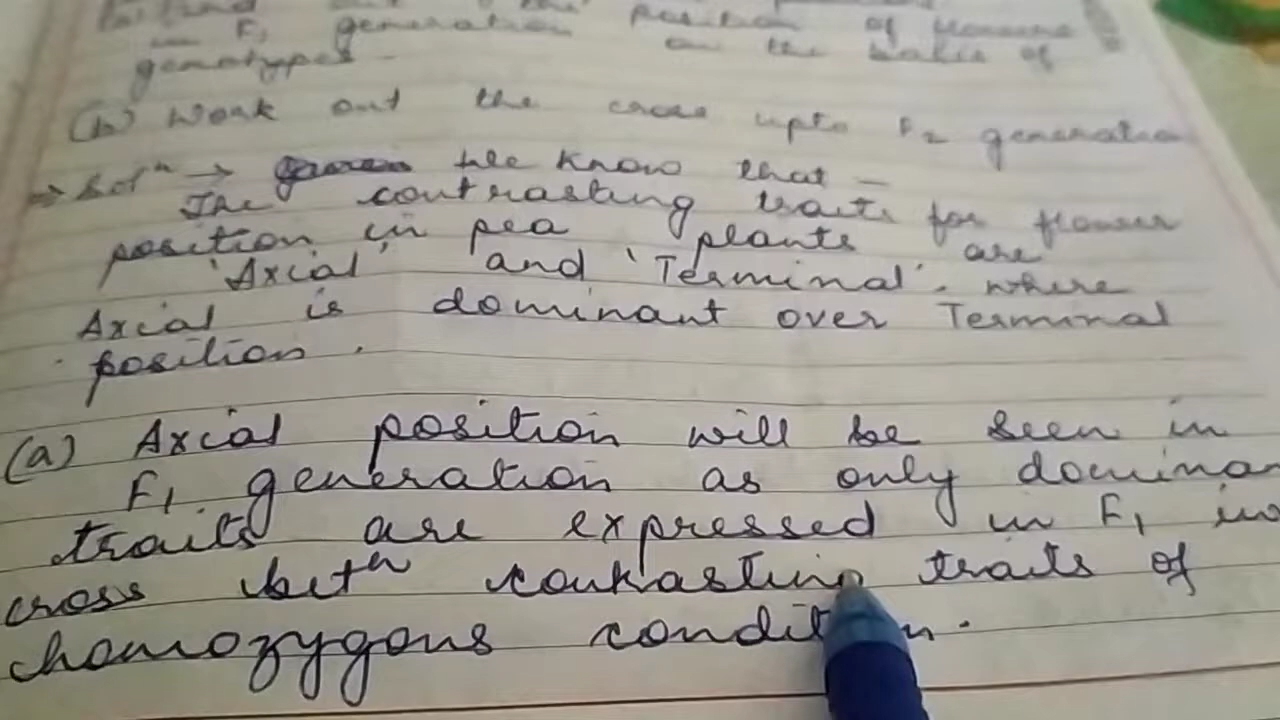 the position of flowers
in F1 generation on the basis of
genotypes.
(b) Work out the cross upto F2 generation
→ Solⁿ → We know that –
The contrasting traits for flower
position in pea plants are
'Axial' and 'Terminal'. where
Axial is dominant over Terminal
position.
(a) Axial position will be seen in
F1 generation as only dominan
traits are expressed in F1 in
cross betⁿ contrasting traits of
homozygous condition.